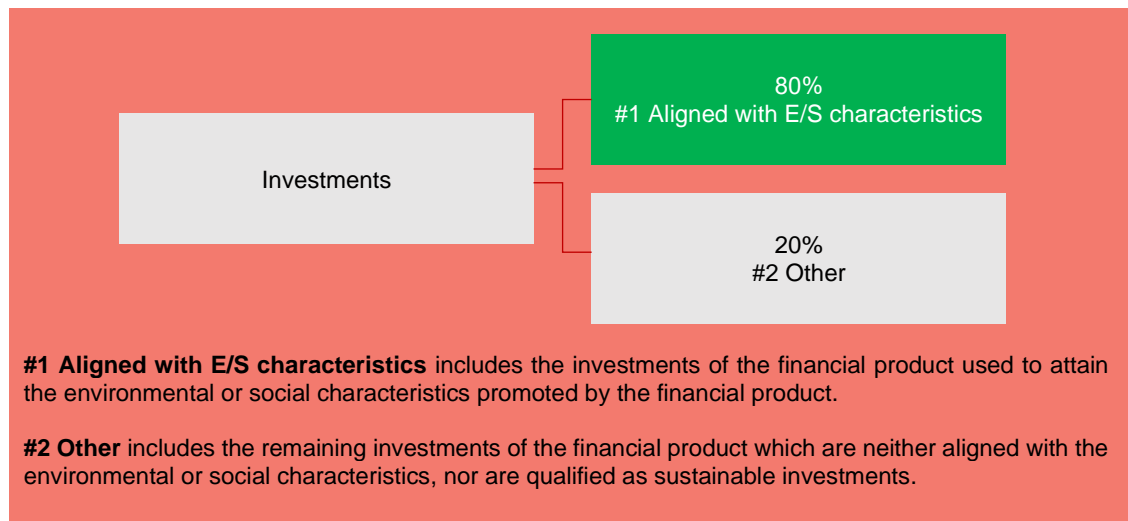 80%
#1 Aligned with E/S characteristics
Investments
20%
#2 Other
#1 Aligned with E/S characteristics includes the investments of the financial product used to attain
the environmental or social characteristics promoted by the financial product.
#2 Other includes the remaining investments of the financial product which are neither aligned with the
environmental or social characteristics, nor are qualified as sustainable investments.